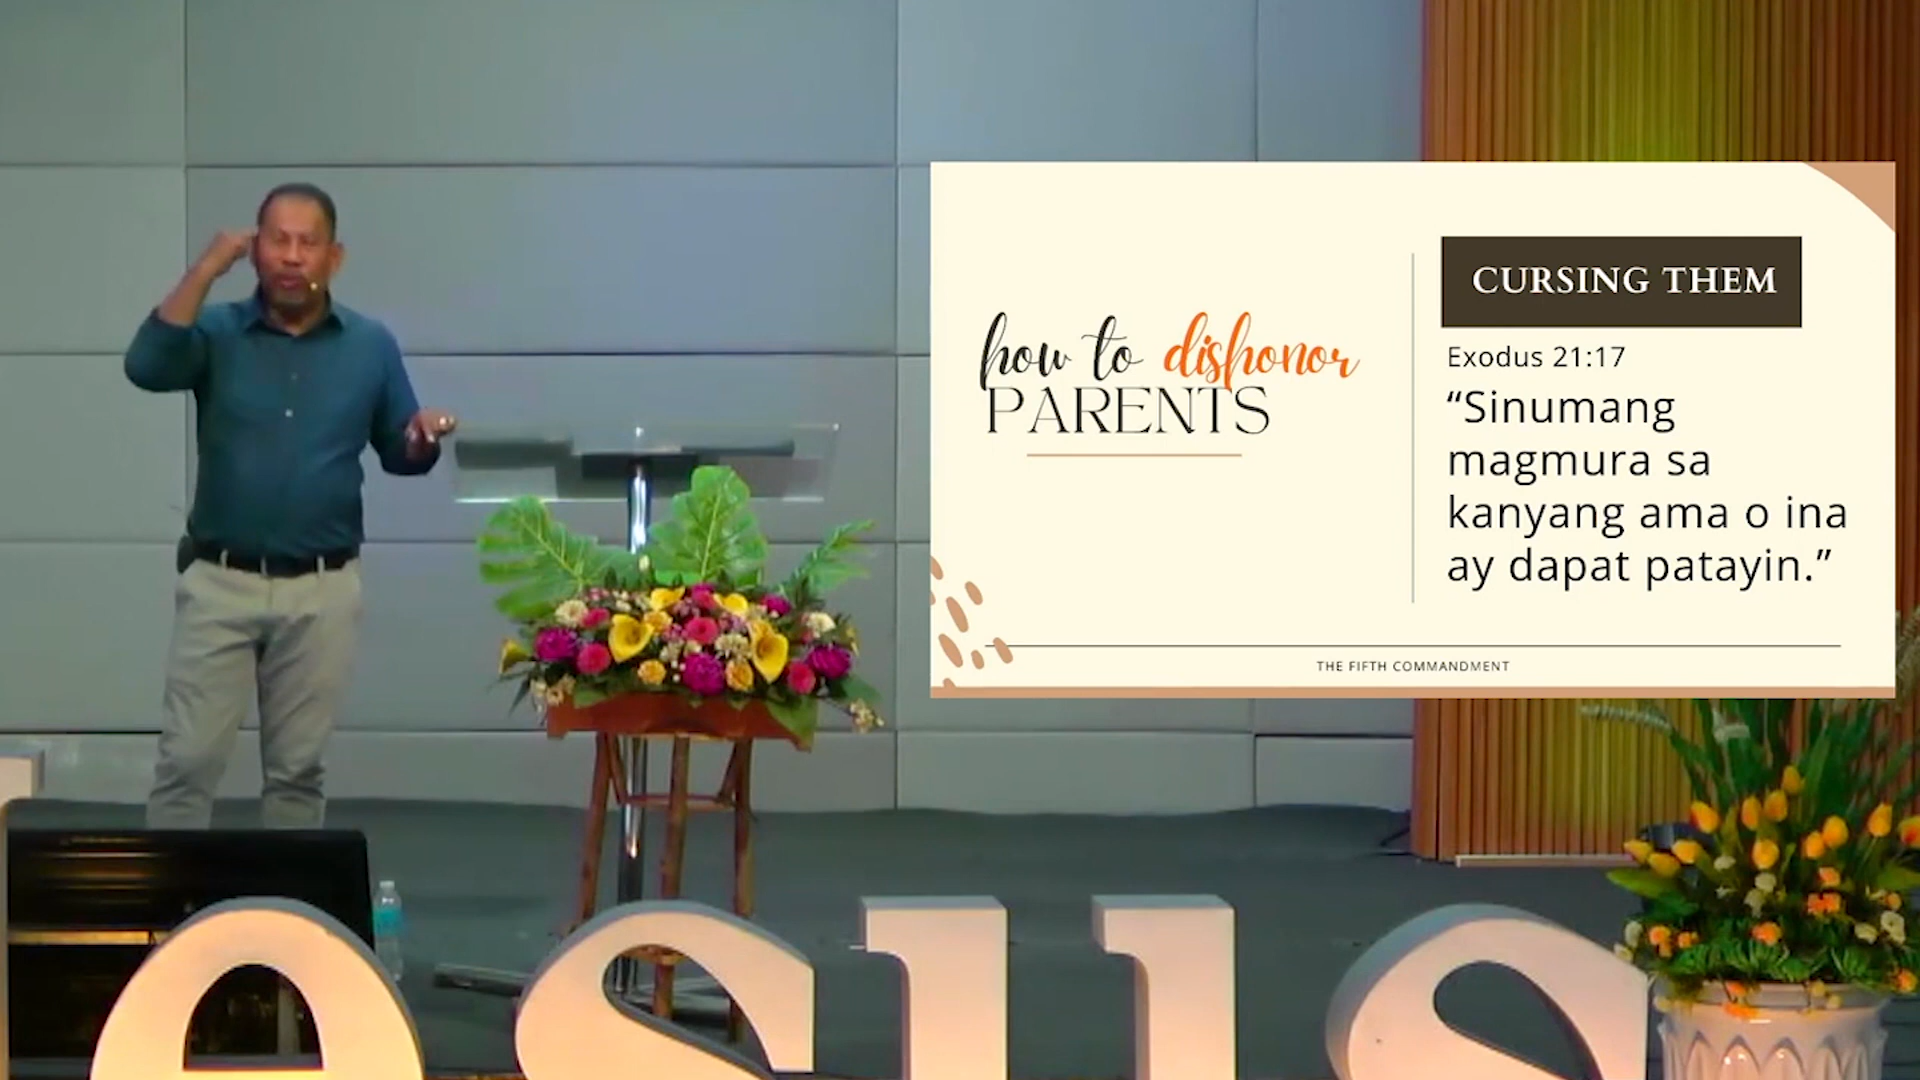 how to dishonor
PARENTS
CURSING THEM
Exodus 21:17
“Sinumang
magmura sa
kanyang ama o ina
ay dapat patayin.”
THE FIFTH COMMANDMENT
Jesus